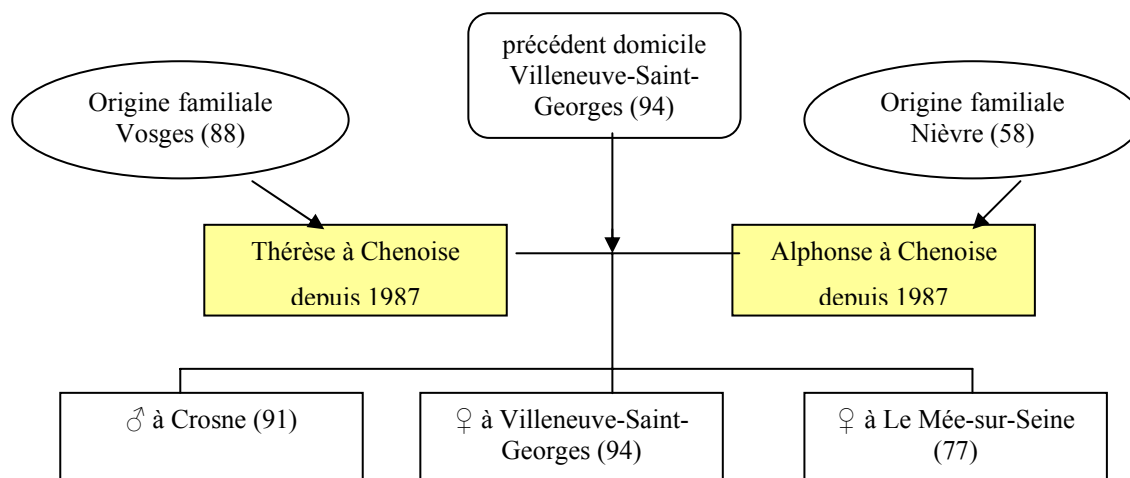 précédent domicile
Villeneuve-Saint-
Georges (94)
Origine familiale
Vosges (88)
Origine familiale
Nièvre (58)
Thérèse à Chenoise
depuis 1987
Alphonse à Chenoise
depuis 1987
♂ à Crosne (91)
♀ à Villeneuve-Saint-
Georges (94)
♀ à Le Mée-sur-Seine
(77)